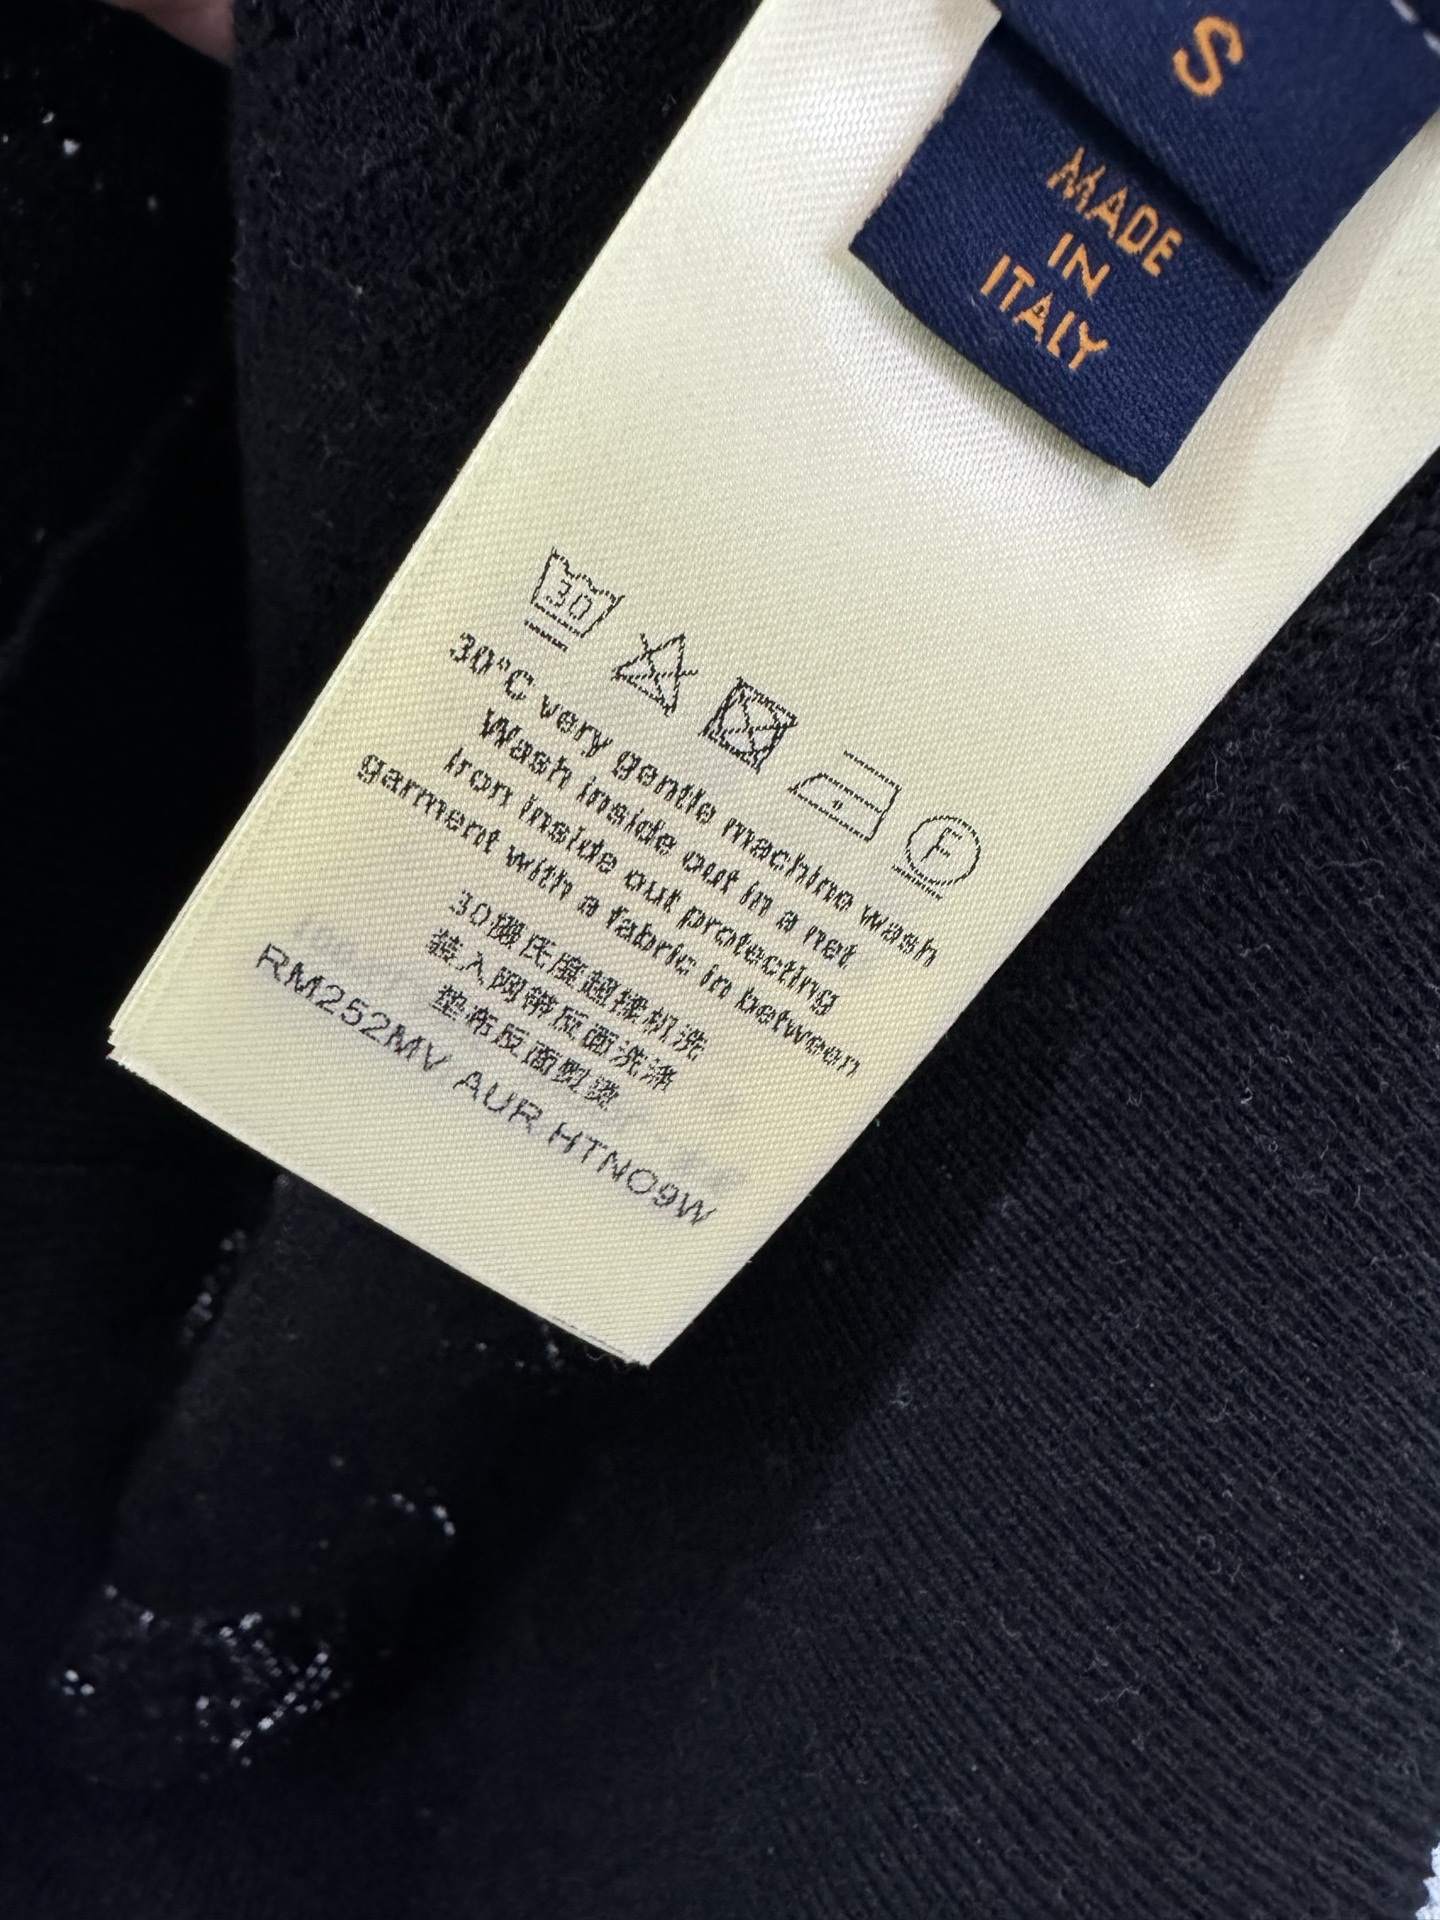 S
MADE
IN
ITALY
30
F
30°C very gentle machine wash
Wash inside out in a net
Iron inside out protecting
garment with a fabric in between
30摄氏度超缓机洗
装入网带反面洗涤
垫布反面熨烫
RM252MV AUR HTN09W